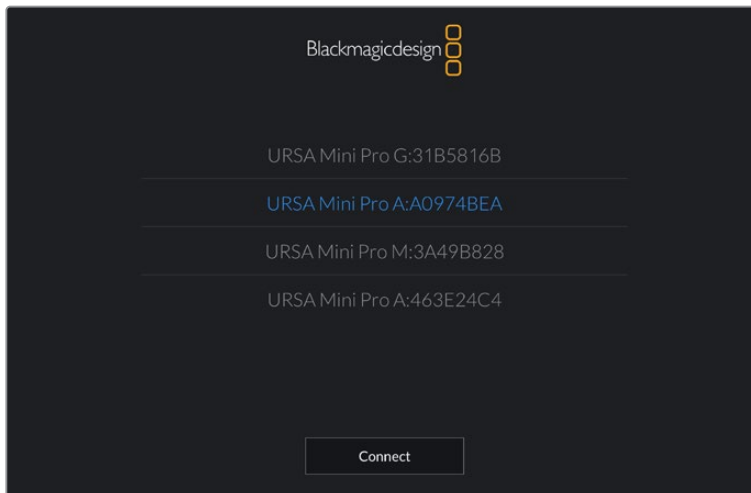 Blackmagicdesign
URSA Mini Pro G:31B5816B
URSA Mini Pro A:A0974BEA
URSA Mini Pro M:3A49B828
URSA Mini Pro A:463E24C4
Connect